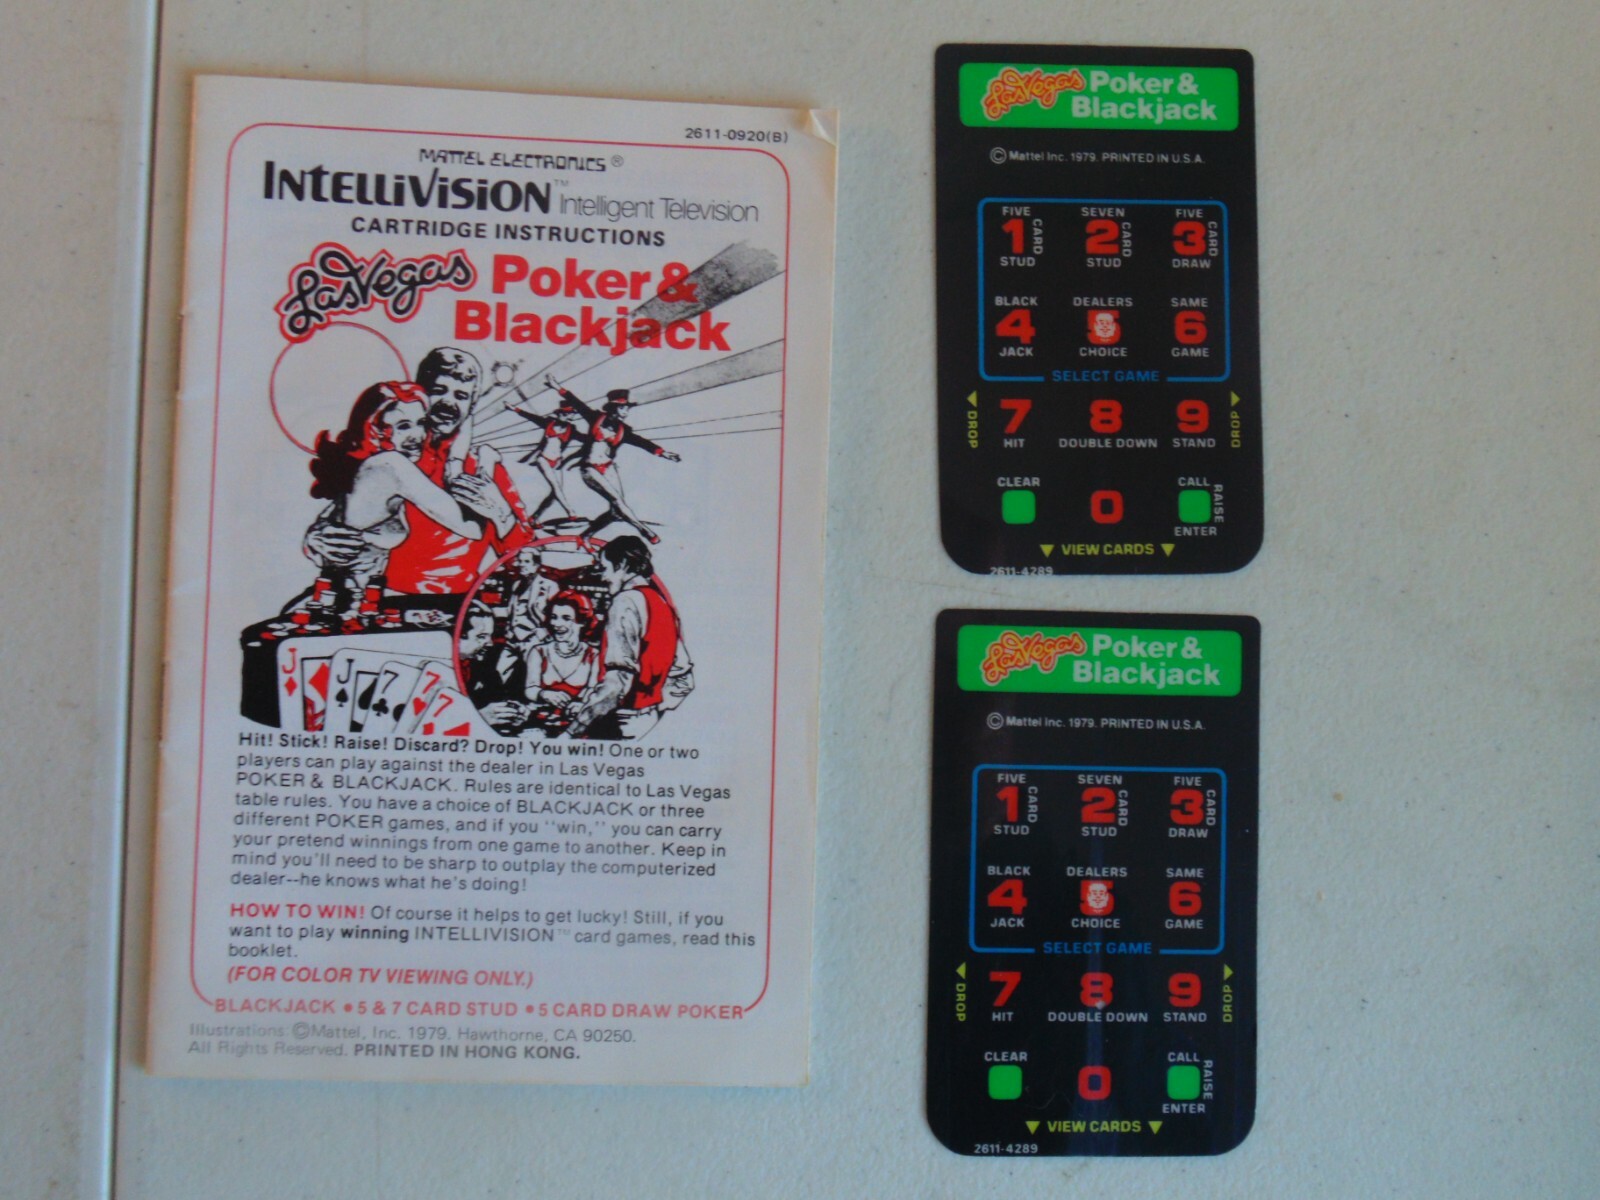 2611-0920(B)
MATTEL ELECTRONICS®
INTELLIVISION™ Intelligent Television
CARTRIDGE INSTRUCTIONS
Las Vegas Poker &
Blackjack
J J 7 7 7
Hit! Stick! Raise! Discard? Drop! You win! One or two
players can play against the dealer in Las Vegas
POKER & BLACKJACK. Rules are identical to Las Vegas
table rules. You have a choice of BLACKJACK or three
different POKER games, and if you "win," you can carry
your pretend winnings from one game to another. Keep in
mind you'll need to be sharp to outplay the computerized
dealer--he knows what he's doing!
HOW TO WIN! Of course it helps to get lucky! Still, if you
want to play winning INTELLIVISION™ card games, read this
booklet.
(FOR COLOR TV VIEWING ONLY.)
BLACKJACK • 5 & 7 CARD STUD • 5 CARD DRAW POKER
Illustrations: ©Mattel, Inc. 1979. Hawthorne, CA 90250.
All Rights Reserved. PRINTED IN HONG KONG.
Las Vegas Poker &
Blackjack
© Mattel Inc. 1979. PRINTED IN U.S.A.
FIVE SEVEN FIVE
1 CARD 2 CARD 3 CARD
STUD STUD DRAW
BLACK DEALERS SAME
4 5 6
JACK CHOICE GAME
SELECT GAME
DROP 7 8 9 DROP
HIT DOUBLE DOWN STAND
CLEAR CALL
0 RAISE
ENTER
▼ VIEW CARDS ▼
2611-4289
Las Vegas Poker &
Blackjack
© Mattel Inc. 1979. PRINTED IN U.S.A.
FIVE SEVEN FIVE
1 CARD 2 CARD 3 CARD
STUD STUD DRAW
BLACK DEALERS SAME
4 5 6
JACK CHOICE GAME
SELECT GAME
DROP 7 8 9 DROP
HIT DOUBLE DOWN STAND
CLEAR CALL
0 RAISE
ENTER
▼ VIEW CARDS ▼
2611-4289